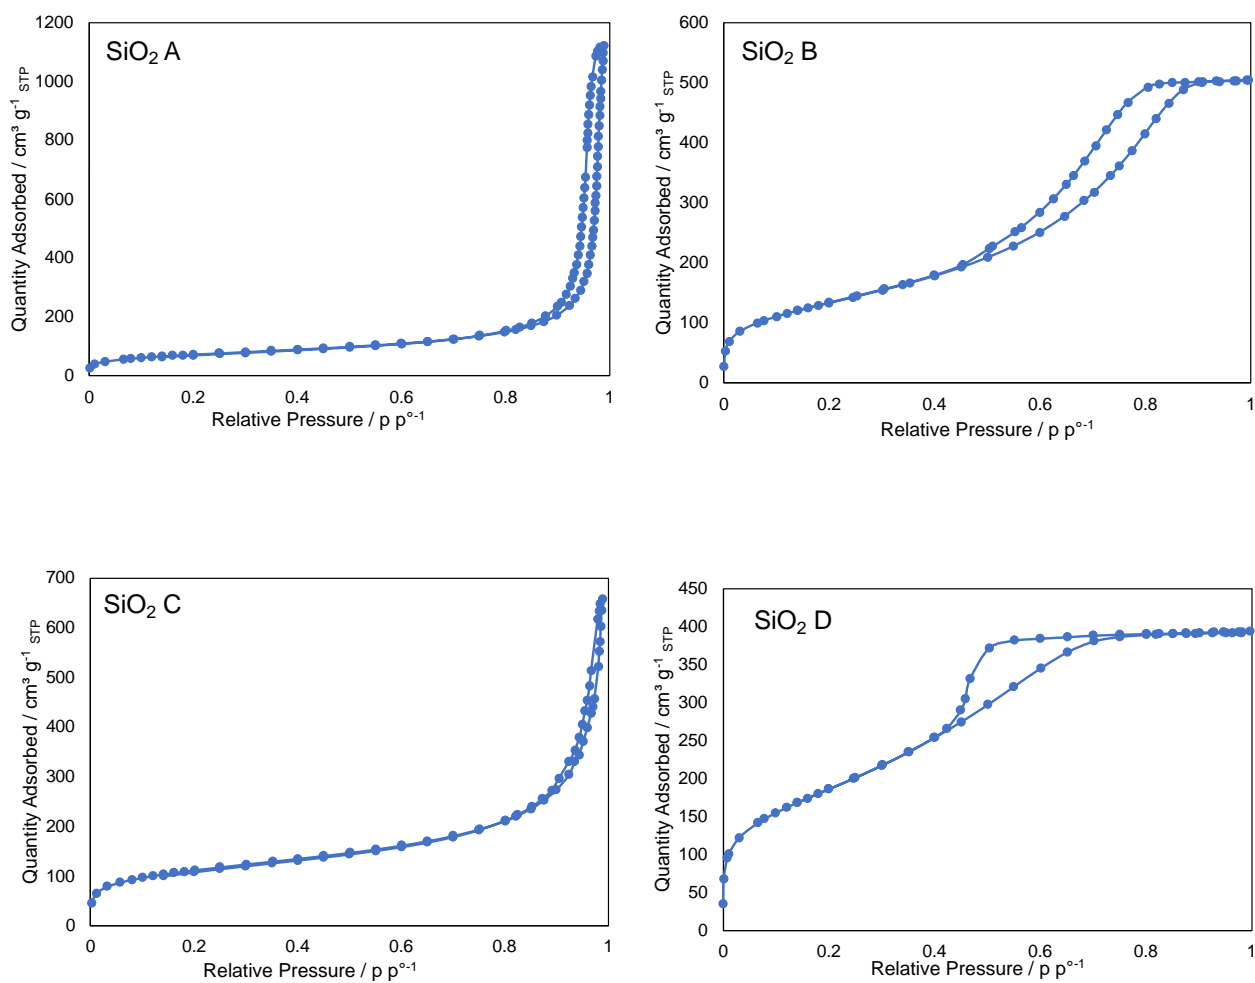 SiO₂ A
Quantity Adsorbed / cm³ g⁻¹ STP
1200
1000
800
600
400
200
0
0 0.2 0.4 0.6 0.8 1
Relative Pressure / p p°⁻¹
SiO₂ B
Quantity Adsorbed / cm³ g⁻¹ STP
600
500
400
300
200
100
0
0 0.2 0.4 0.6 0.8 1
Relative Pressure / p p°⁻¹
SiO₂ C
Quantity Adsorbed / cm³ g⁻¹ STP
700
600
500
400
300
200
100
0
0 0.2 0.4 0.6 0.8 1
Relative Pressure / p p°⁻¹
SiO₂ D
Quantity Adsorbed / cm³ g⁻¹ STP
450
400
350
300
250
200
150
100
50
0
0 0.2 0.4 0.6 0.8 1
Relative Pressure / p p°⁻¹